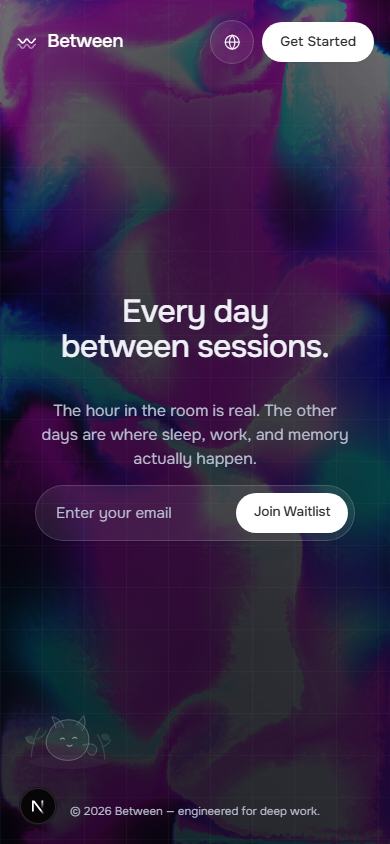 Between
Get Started
Every day
between sessions.
The hour in the room is real. The other
days are where sleep, work, and memory
actually happen.
Enter your email
Join Waitlist
N
© 2026 Between — engineered for deep work.